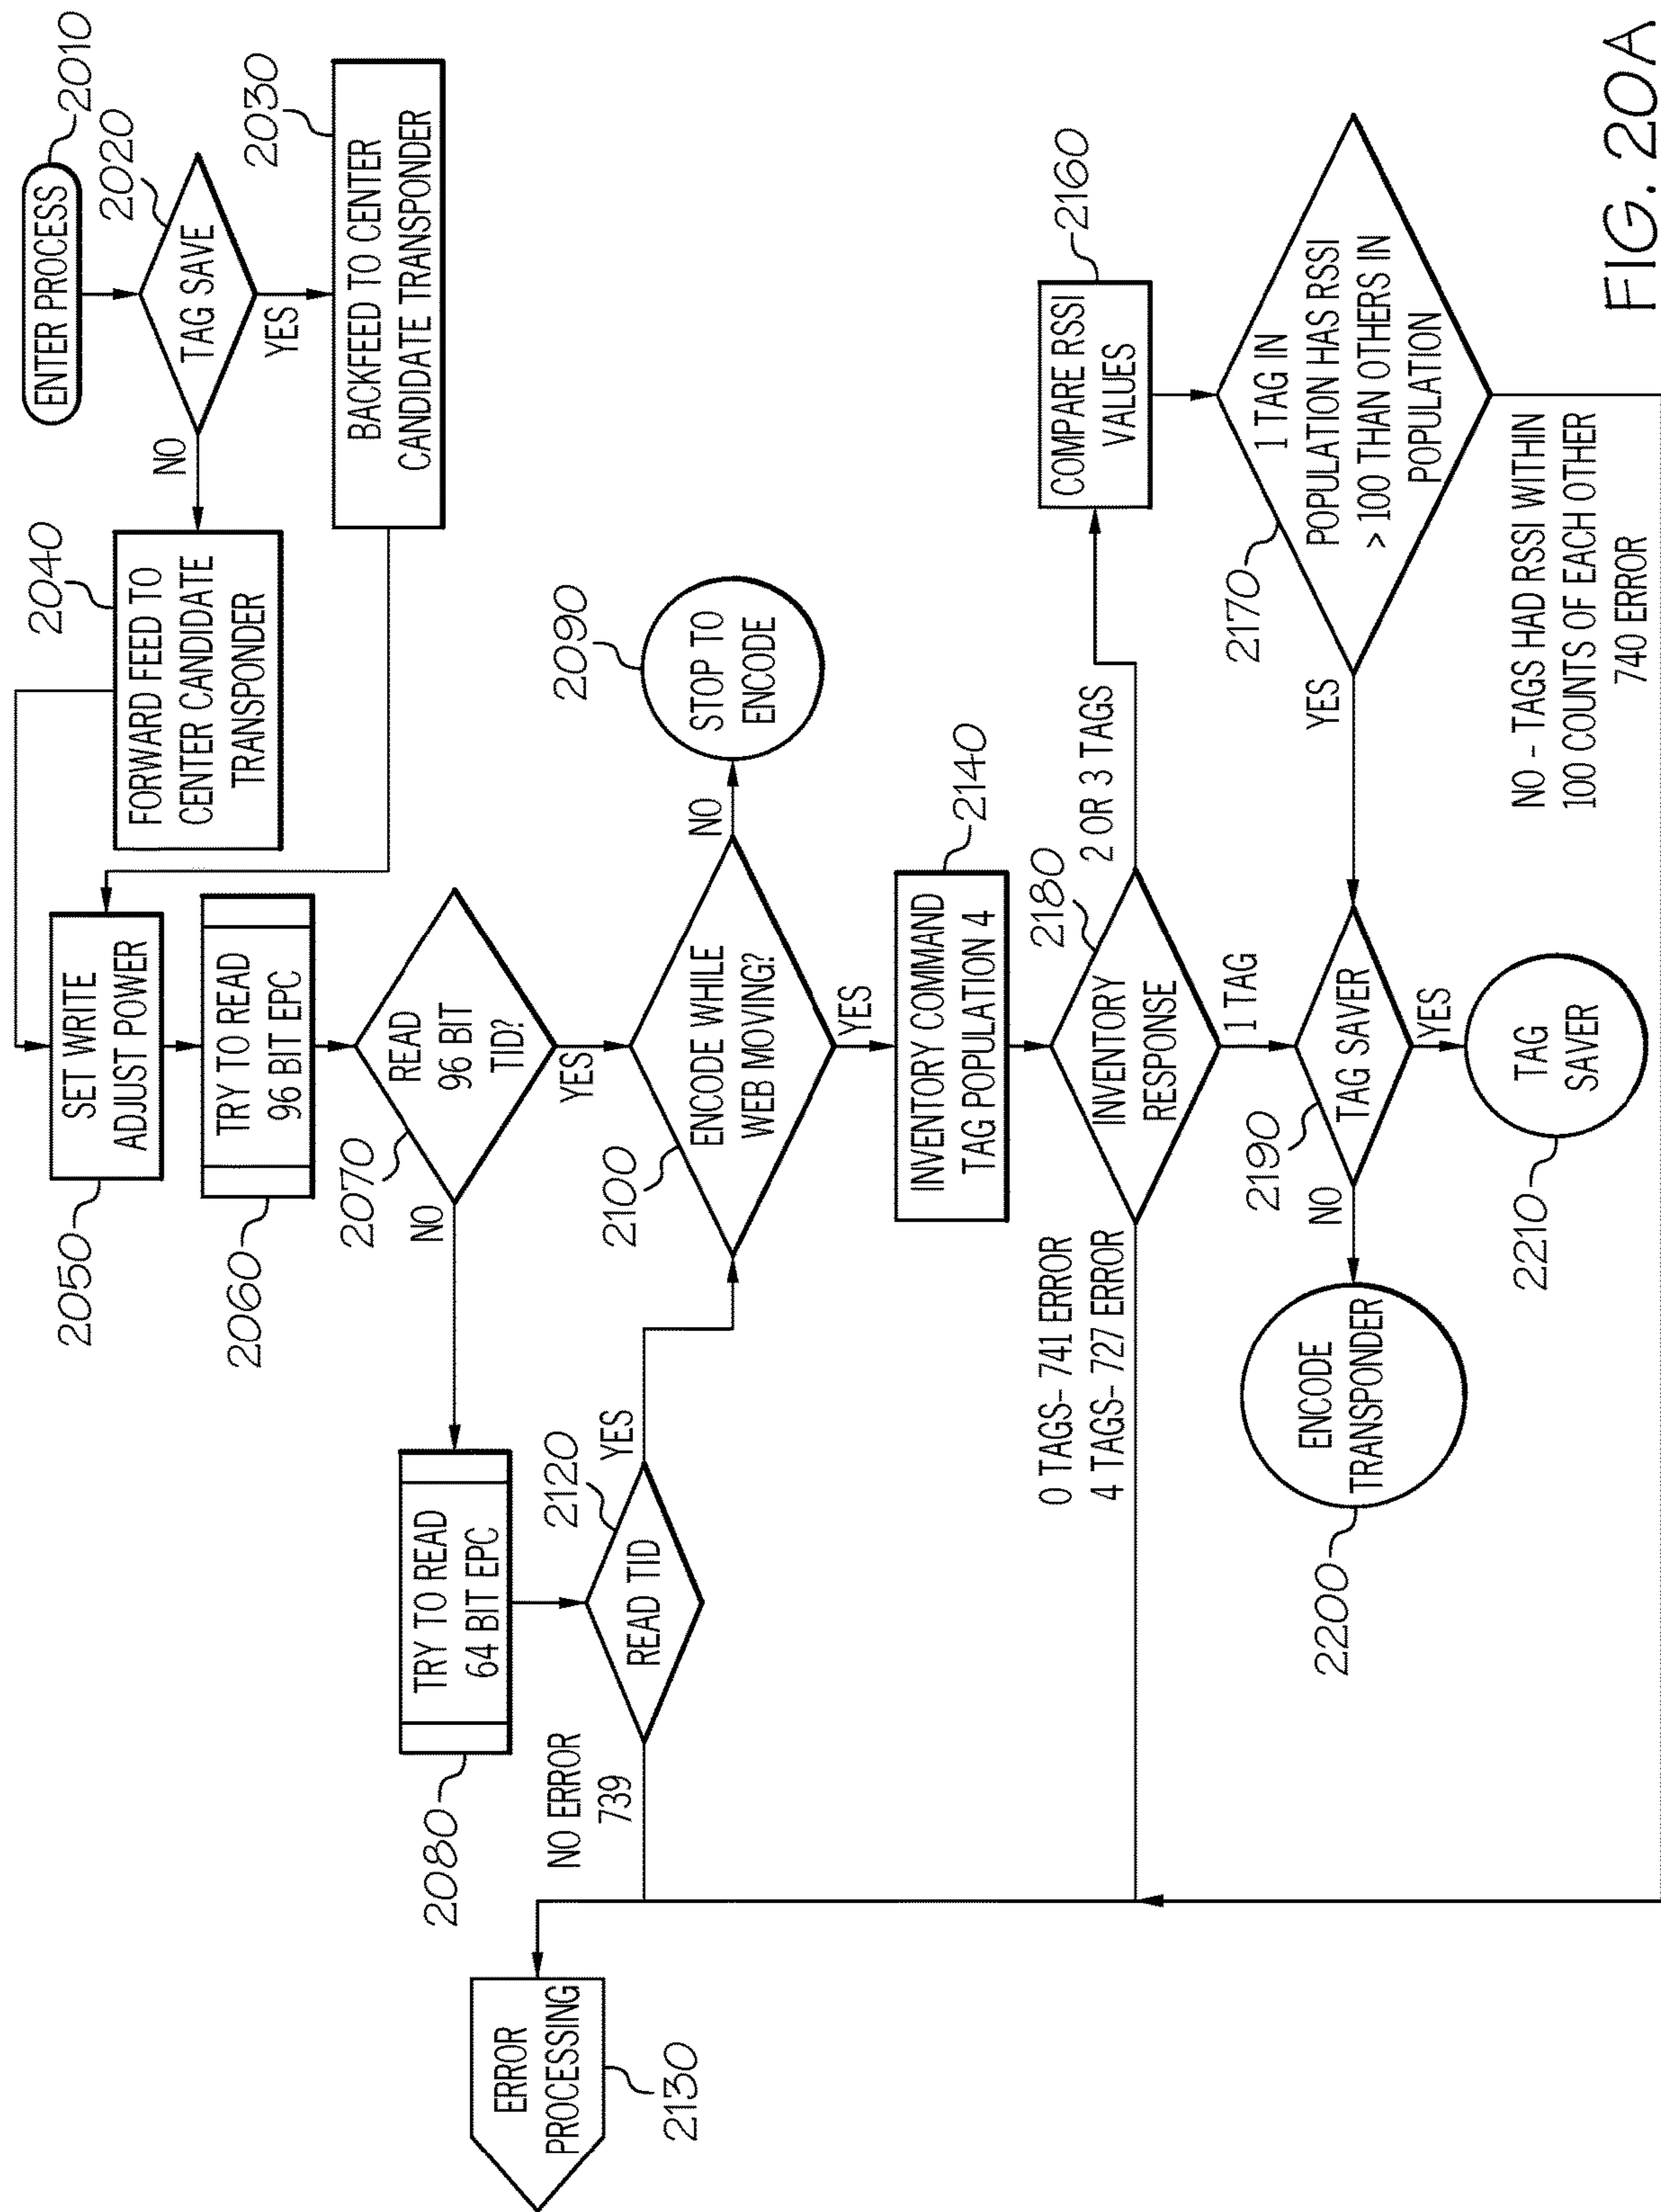 ENTER PROCESS
2010
TAG SAVE
2020
NO
YES
BACKFEED TO CENTER
CANDIDATE TRANSPONDER
2030
FORWARD FEED TO
CENTER CANDIDATE
TRANSPONDER
2040
SET WRITE
ADJUST POWER
2050
TRY TO READ
96 BIT EPC
2060
READ
96 BIT
TID?
2070
NO
YES
TRY TO READ
64 BIT EPC
2080
READ TID
2120
YES
NO ERROR
739
ERROR
PROCESSING
2130
ENCODE WHILE
WEB MOVING?
2100
NO
YES
STOP TO
ENCODE
2090
INVENTORY COMMAND
TAG POPULATION 4
2140
INVENTORY
RESPONSE
2180
0 TAGS- 741 ERROR
4 TAGS- 727 ERROR
2 OR 3 TAGS
1 TAG
COMPARE RSSI
VALUES
2160
1 TAG IN
POPULATION HAS RSSI
> 100 THAN OTHERS IN
POPULATION
2170
YES
NO - TAGS HAD RSSI WITHIN
100 COUNTS OF EACH OTHER
740 ERROR
TAG SAVER
2190
NO
YES
ENCODE
TRANSPONDER
2200
TAG
SAVER
2210
FIG. 20A